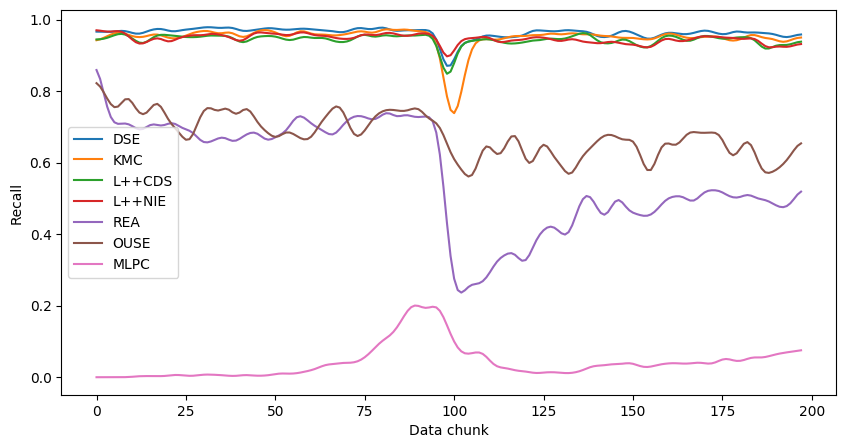 1.0
0.8
0.6
0.4
0.2
0.0
Recall
DSE
KMC
L++CDS
L++NIE
REA
OUSE
MLPC
0 25 50 75 100 125 150 175 200
Data chunk